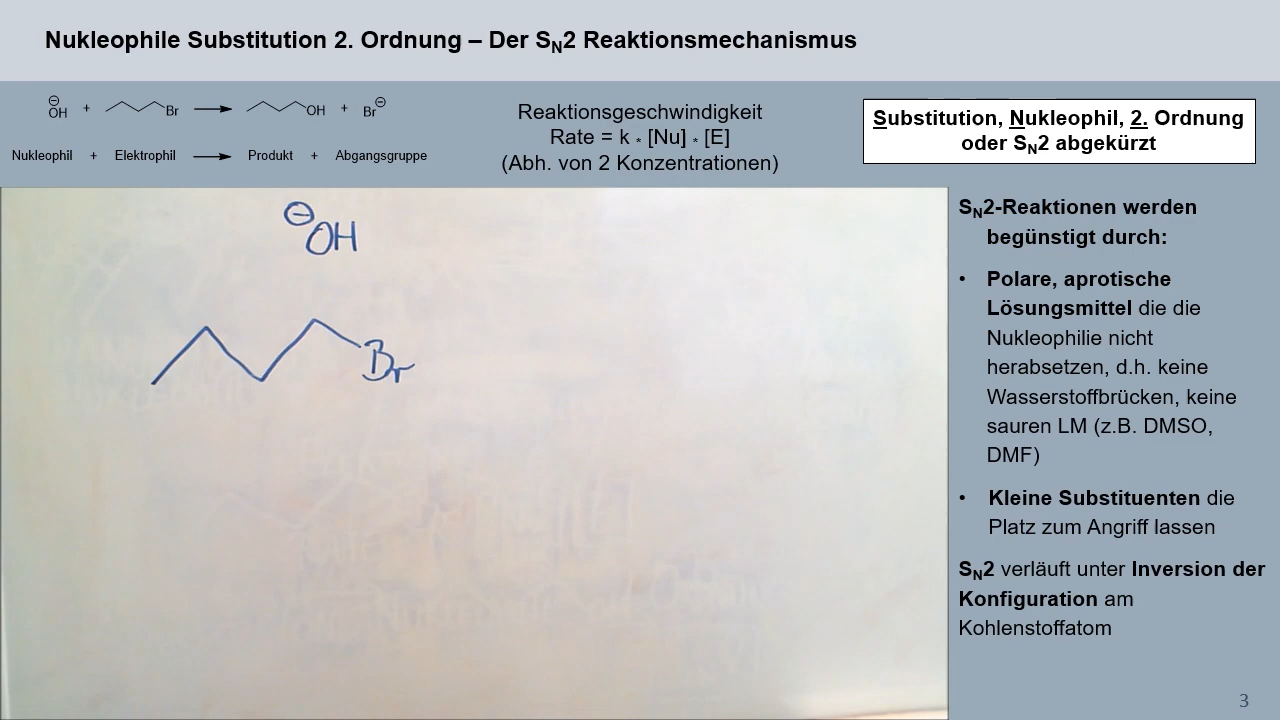 Nukleophile Substitution 2. Ordnung – Der SN2 Reaktionsmechanismus
⊖
OH + Br → OH + Br⊖
Nukleophil + Elektrophil → Produkt + Abgangsgruppe
Reaktionsgeschwindigkeit
Rate = k * [Nu] * [E]
(Abh. von 2 Konzentrationen)
Substitution, Nukleophil, 2. Ordnung
oder SN2 abgekürzt
⊖OH
Br
SN2-Reaktionen werden
begünstigt durch:
• Polare, aprotische
Lösungsmittel die die
Nukleophilie nicht
herabsetzen, d.h. keine
Wasserstoffbrücken, keine
sauren LM (z.B. DMSO,
DMF)
• Kleine Substituenten die
Platz zum Angriff lassen
SN2 verläuft unter Inversion der
Konfiguration am
Kohlenstoffatom
3